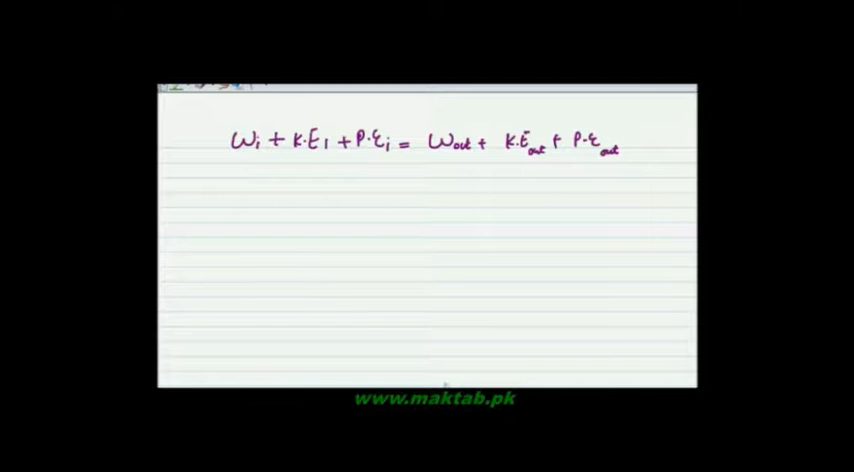 Wi + K.E1 + P.Ei = Wout + K.Eout + P.Eout
www.maktab.pk